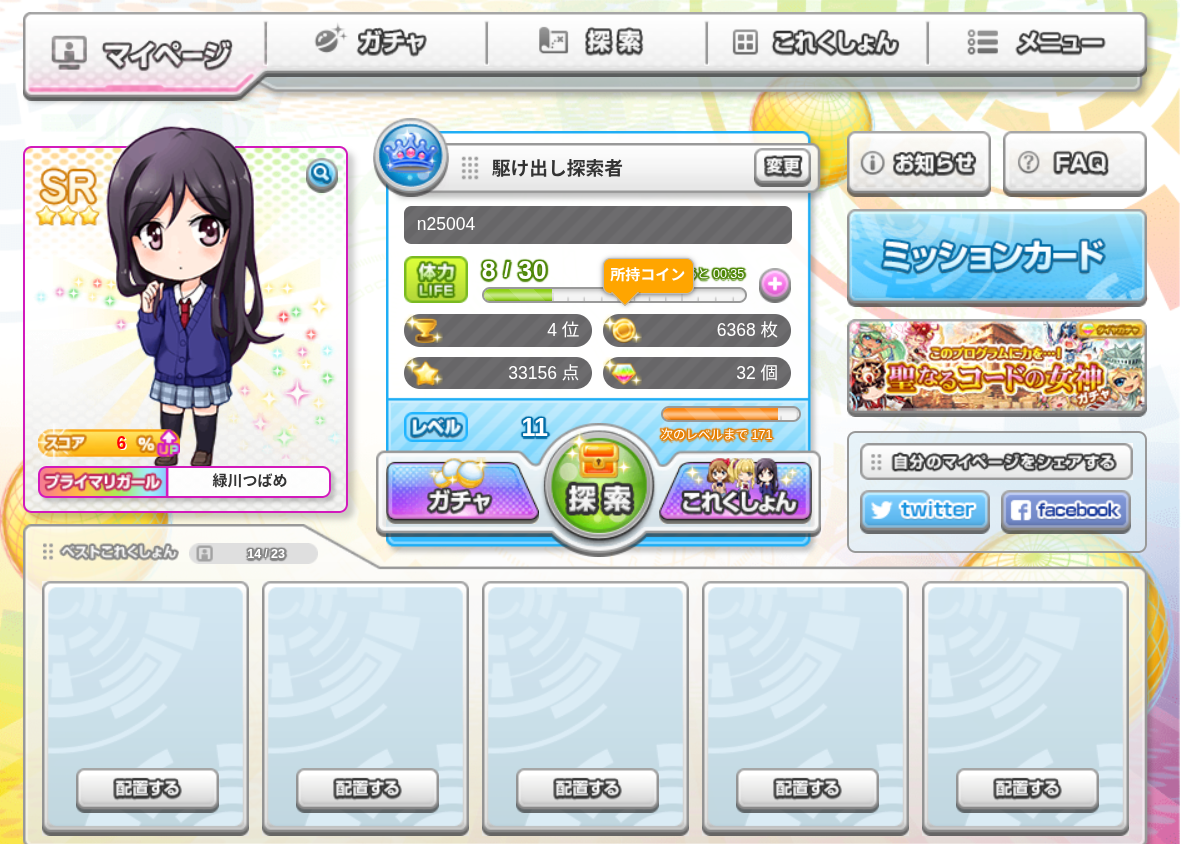 マイページ
ガチャ
探索
これくしょん
メニュー
SR
スコア 6 % UP
プライマリガール 緑川つばめ
駆け出し探索者
変更
n25004
体力 LIFE
8 / 30
と 00:35
所持コイン
4 位
6368 枚
33156 点
32 個
レベル 11
次のレベルまで 171
ガチャ
探索
これくしょん
お知らせ
FAQ
ミッションカード
ダイヤガチャ
このプログラムに力を…!
聖なるコードの女神
ガチャ
自分のマイページをシェアする
twitter
facebook
ベストこれくしょん 14 / 23
配置する
配置する
配置する
配置する
配置する